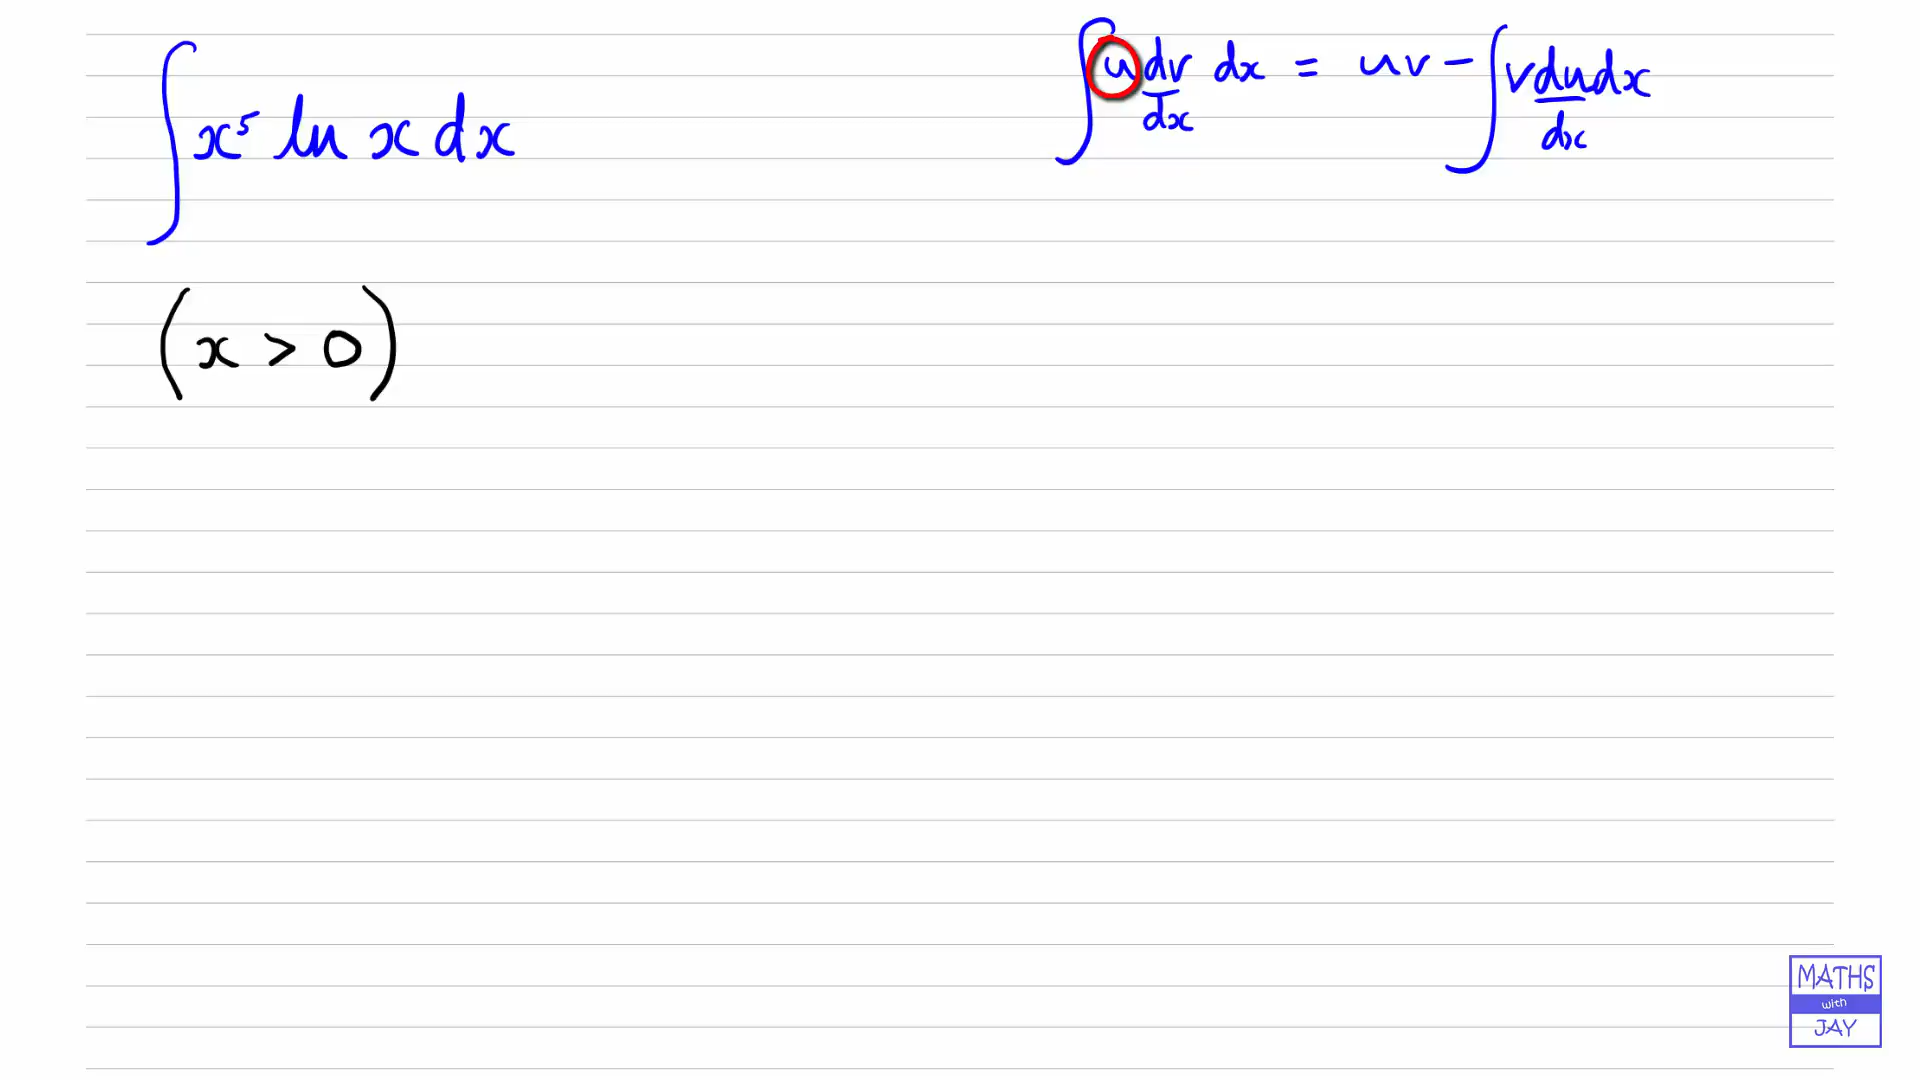 ∫ x⁵ ln x dx
∫ u dv/dx dx = uv - ∫ v du/dx dx
(x > 0)
MATHS
with
JAY